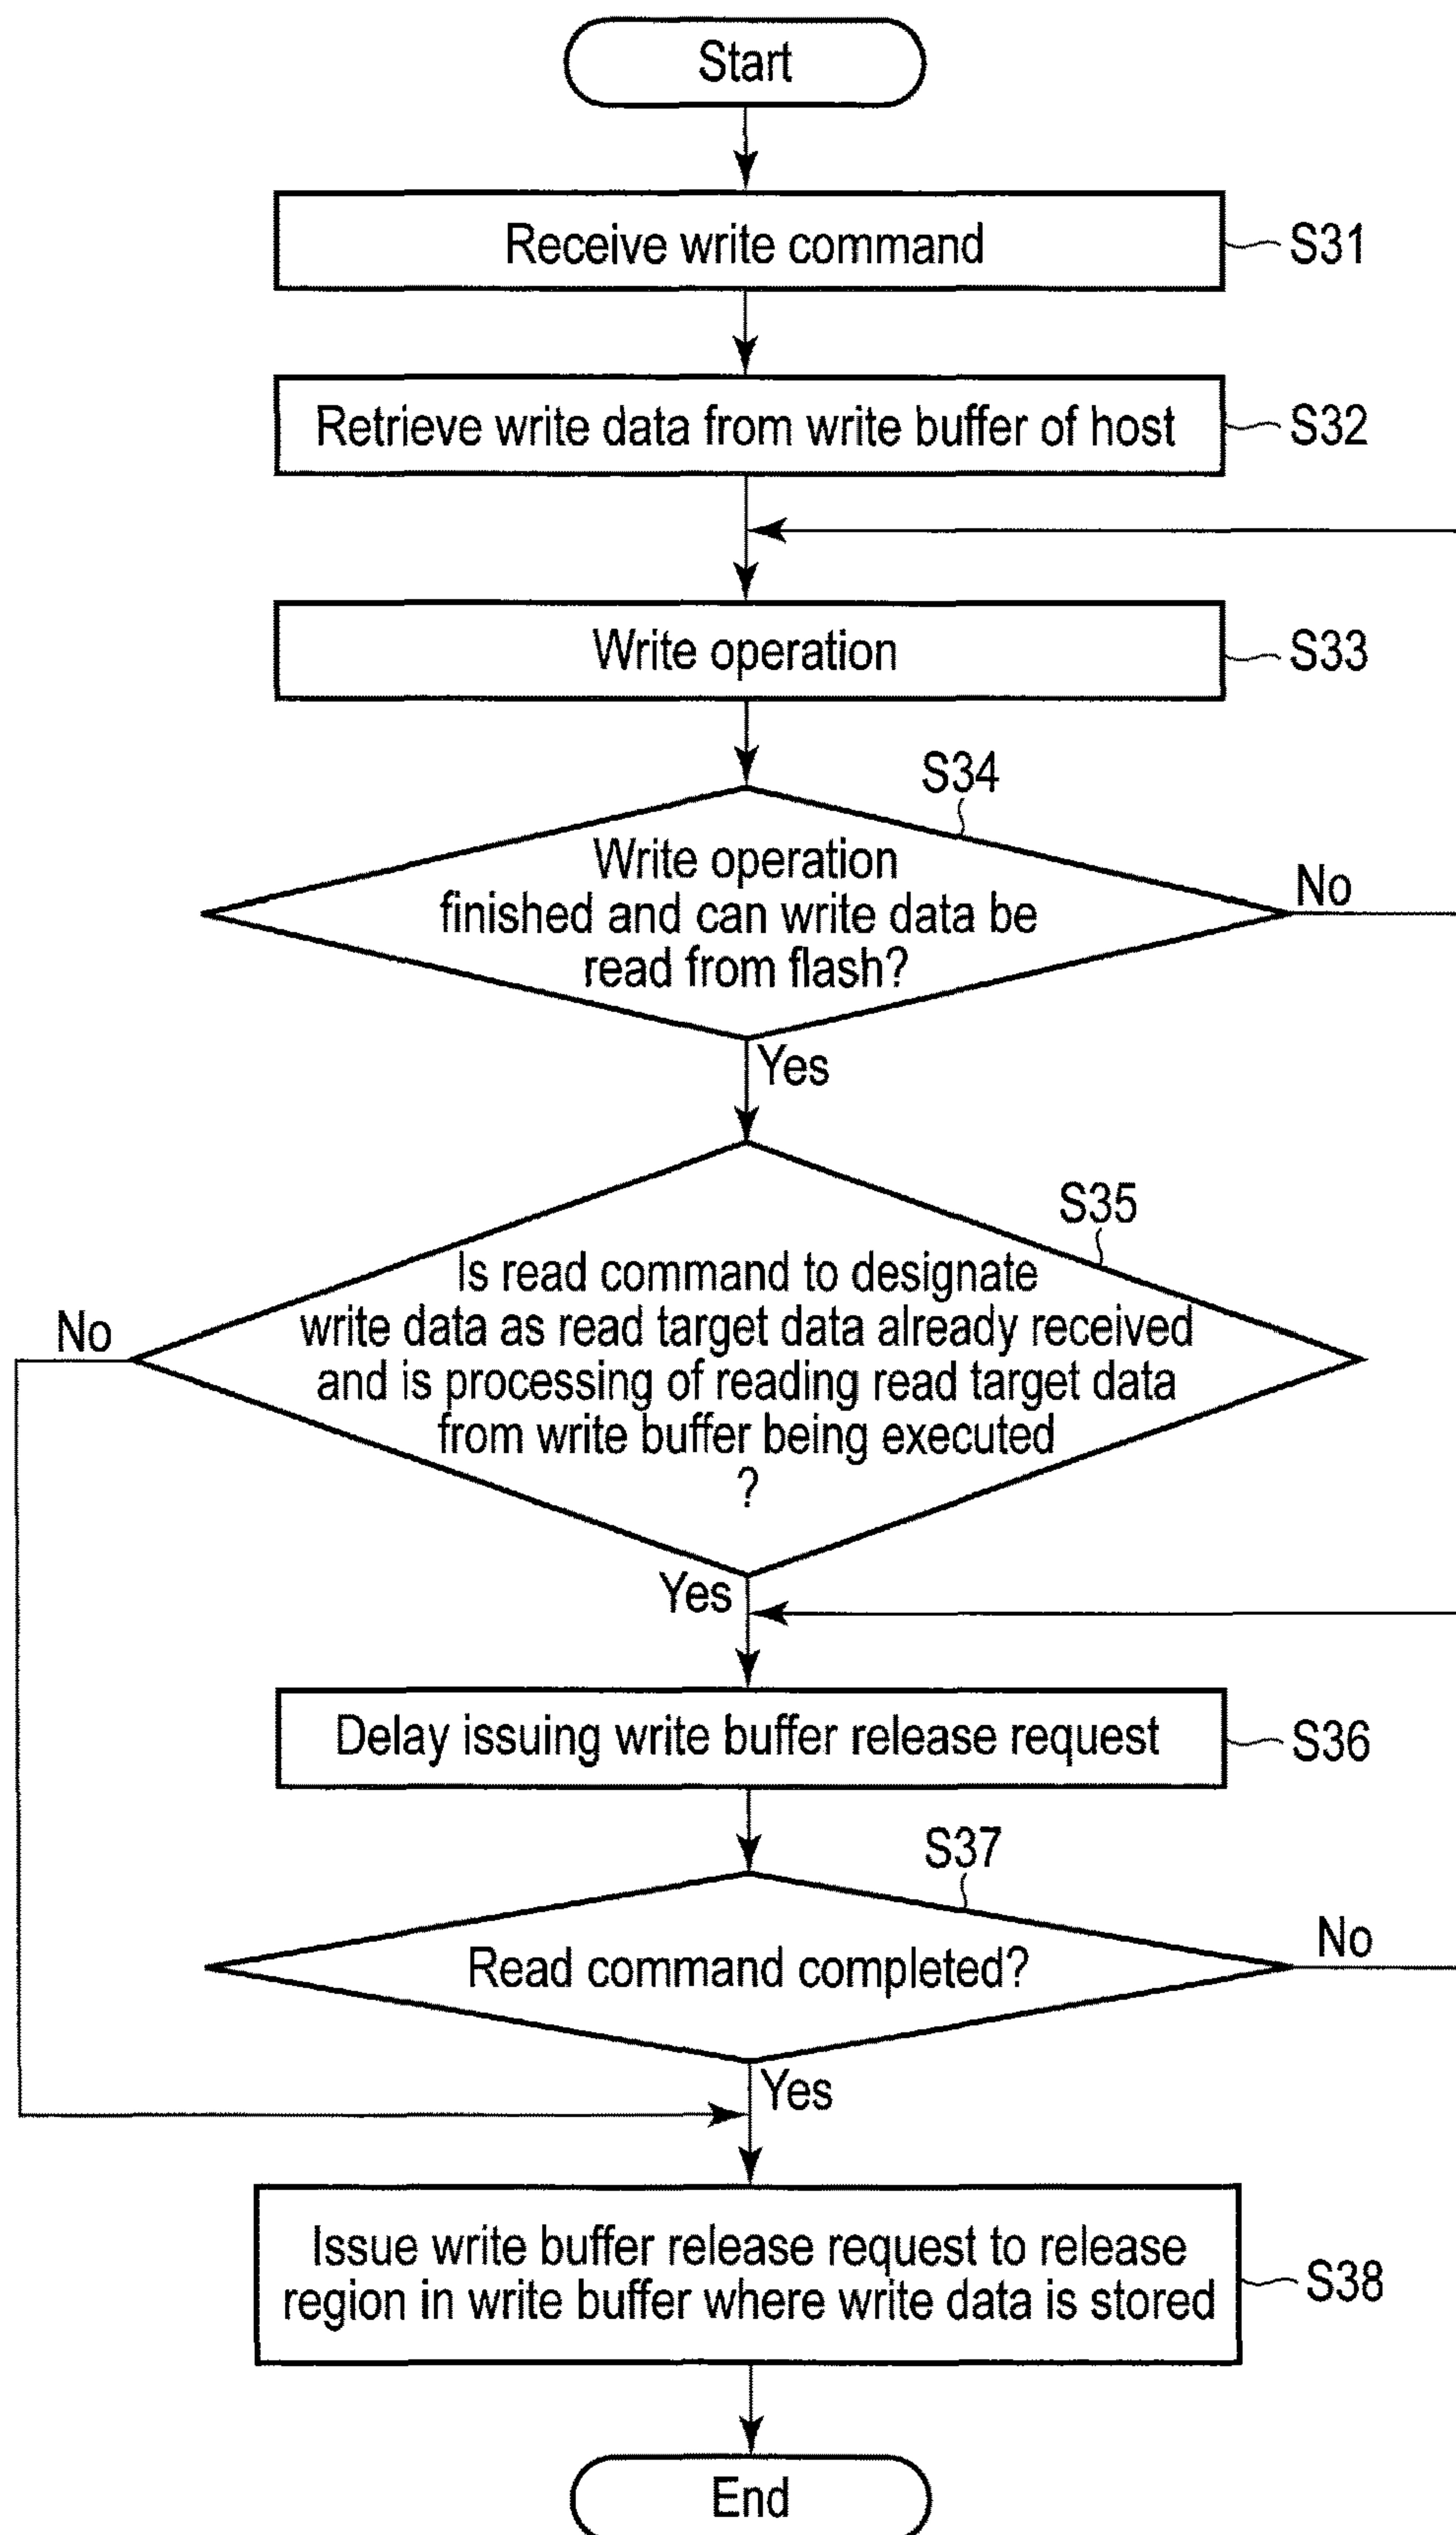 Start
Receive write command
S31
Retrieve write data from write buffer of host
S32
Write operation
S33
S34
Write operation
finished and can write data be
read from flash?
No
Yes
S35
Is read command to designate
write data as read target data already received
and is processing of reading read target data
from write buffer being executed
?
No
Yes
Delay issuing write buffer release request
S36
S37
Read command completed?
No
Yes
Issue write buffer release request to release
region in write buffer where write data is stored
S38
End